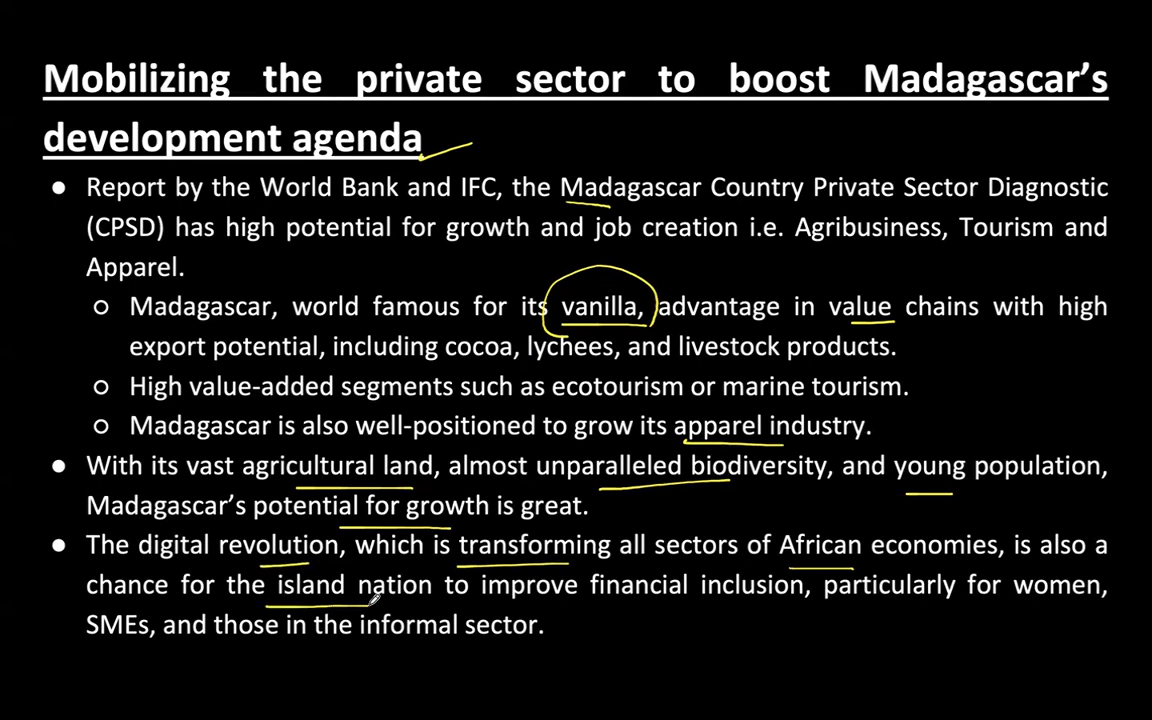 Mobilizing the private sector to boost Madagascar’s
development agenda
● Report by the World Bank and IFC, the Madagascar Country Private Sector Diagnostic
(CPSD) has high potential for growth and job creation i.e. Agribusiness, Tourism and
Apparel.
○ Madagascar, world famous for its vanilla, advantage in value chains with high
export potential, including cocoa, lychees, and livestock products.
○ High value-added segments such as ecotourism or marine tourism.
○ Madagascar is also well-positioned to grow its apparel industry.
● With its vast agricultural land, almost unparalleled biodiversity, and young population,
Madagascar’s potential for growth is great.
● The digital revolution, which is transforming all sectors of African economies, is also a
chance for the island nation to improve financial inclusion, particularly for women,
SMEs, and those in the informal sector.